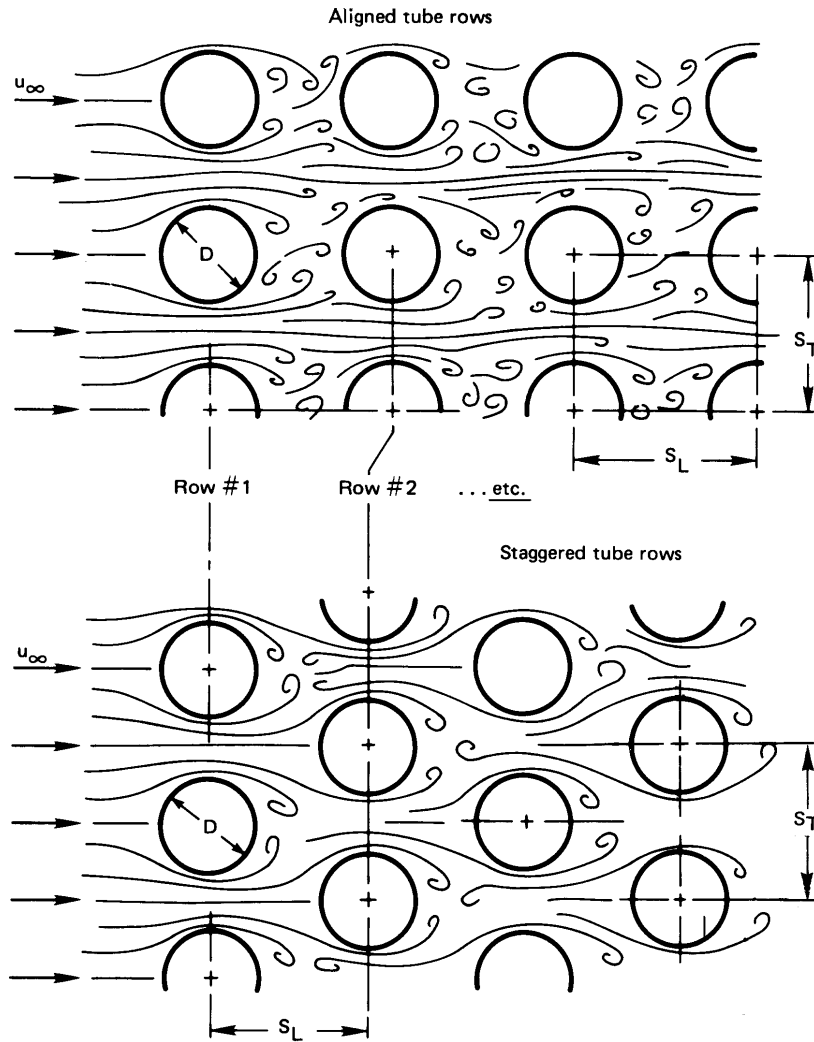 Aligned tube rows
u∞
D
S_T
S_L
Row #1 Row #2 ...etc.
Staggered tube rows
u∞
D
S_T
S_L